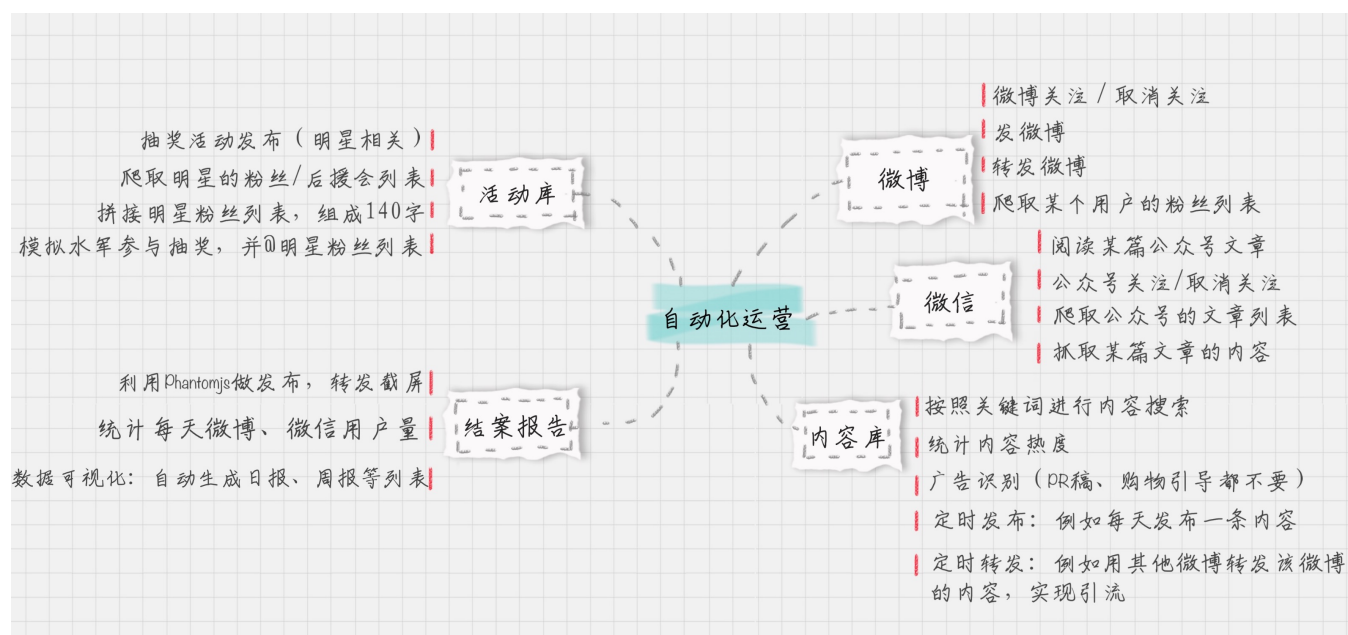 自动化运营
微博
微博关注 / 取消关注
发微博
转发微博
爬取某个用户的粉丝列表
微信
阅读某篇公众号文章
公众号关注/取消关注
爬取公众号的文章列表
抓取某篇文章的内容
内容库
按照关键词进行内容搜索
统计内容热度
广告识别（PR稿、购物引导都不要）
定时发布：例如每天发布一条内容
定时转发：例如用其他微博转发该微博
的内容，实现引流
活动库
抽奖活动发布（明星相关）
爬取明星的粉丝/后援会列表
拼接明星粉丝列表，组成140字
模拟水军参与抽奖，并@明星粉丝列表
结案报告
利用Phantomjs做发布，转发截屏
统计每天微博、微信用户量
数据可视化：自动生成日报、周报等列表